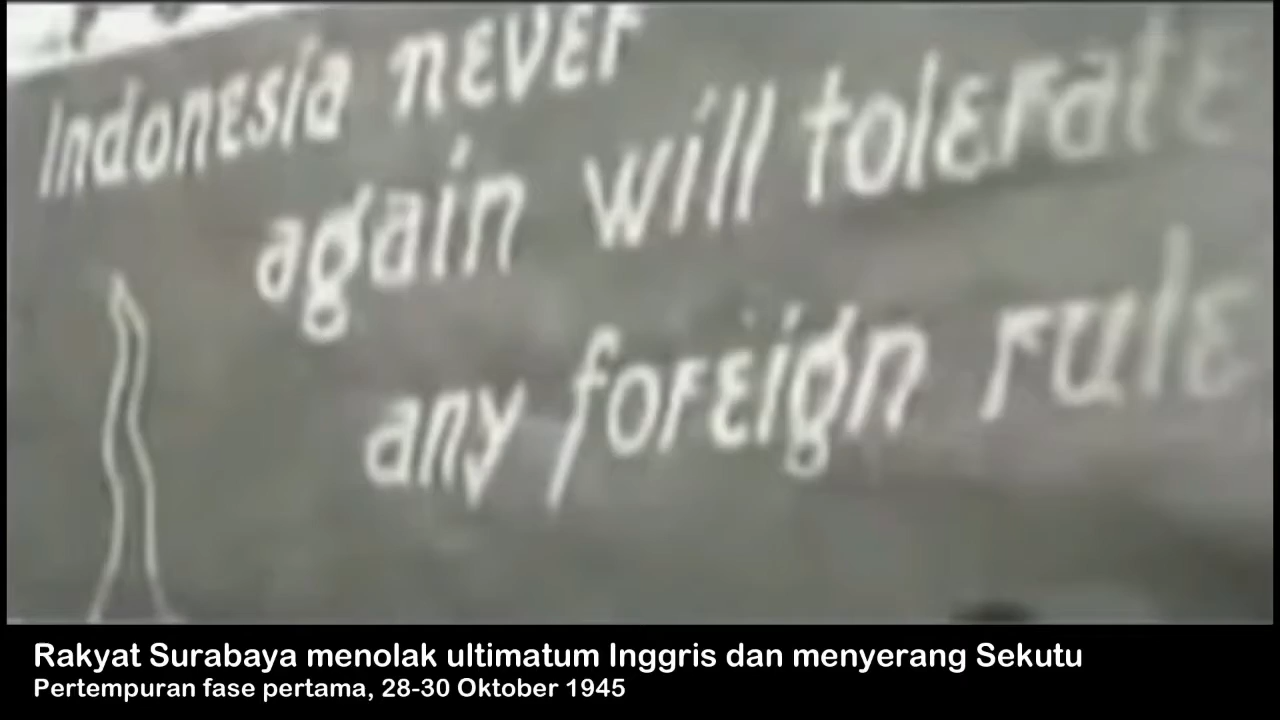 Indonesia never
again will tolerate
any foreign rule
Rakyat Surabaya menolak ultimatum Inggris dan menyerang Sekutu
Pertempuran fase pertama, 28-30 Oktober 1945